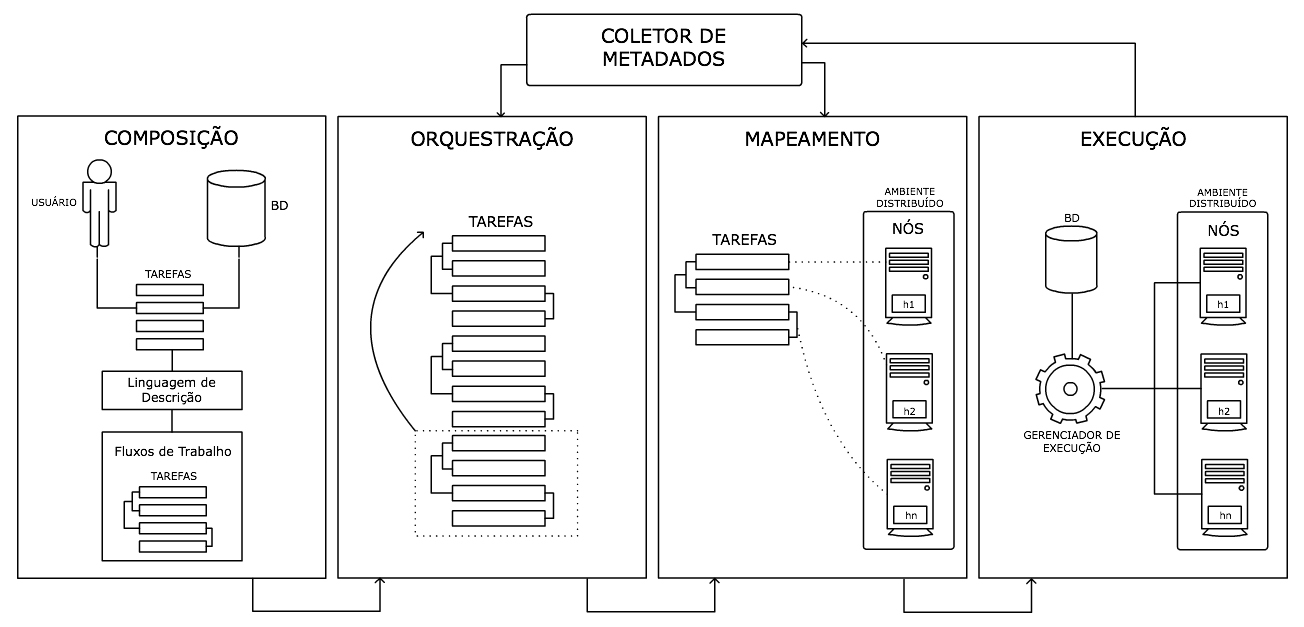 COLETOR DE
METADADOS
COMPOSIÇÃO
USUÁRIO
BD
TAREFAS
Linguagem de
Descrição
Fluxos de Trabalho
TAREFAS
ORQUESTRAÇÃO
TAREFAS
MAPEAMENTO
AMBIENTE
DISTRIBUÍDO
NÓS
TAREFAS
h1
h2
hn
EXECUÇÃO
AMBIENTE
DISTRIBUÍDO
BD
NÓS
h1
h2
GERENCIADOR DE
EXECUÇÃO
hn